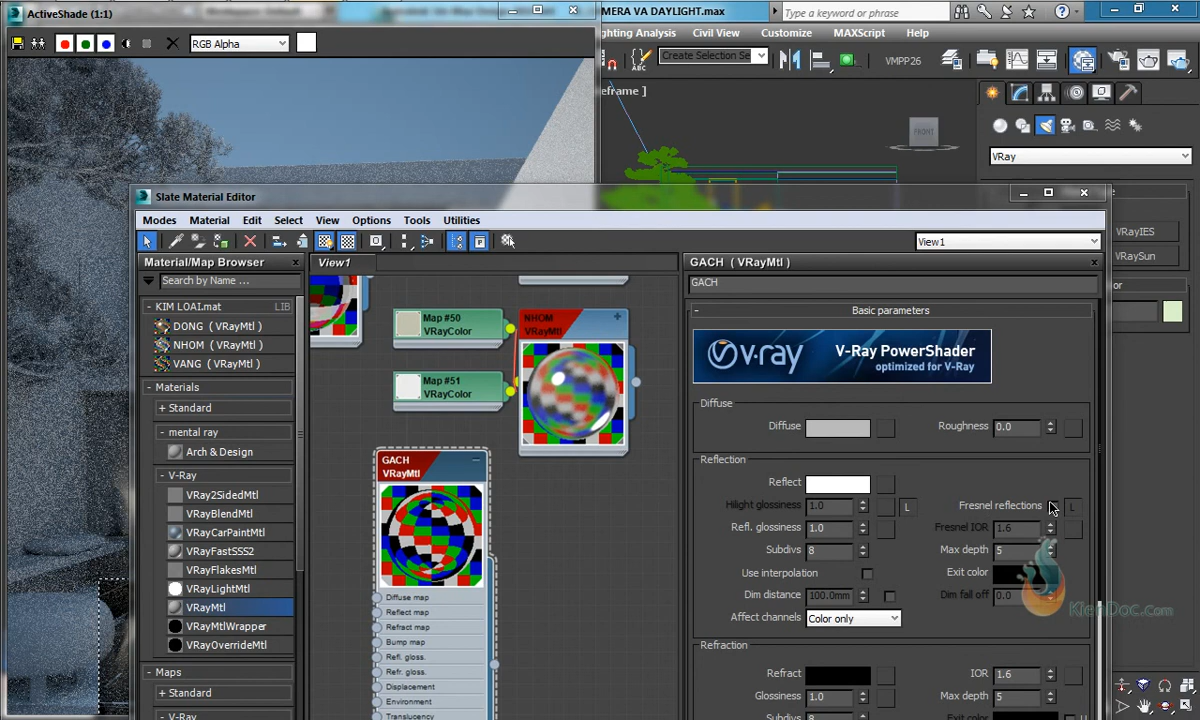 ActiveShade (1:1)
MERA VA DAYLIGHT.max
Type a keyword or phrase
RGB Alpha
ghting Analysis Civil View Customize MAXScript Help
Create Selection Se
VMPP26
eframe ]
FRONT
VRay
VRayIES
VRaySun
Slate Material Editor
Modes Material Edit Select View Options Tools Utilities
View1
Material/Map Browser
Search by Name ...
- KIM LOAI.mat LIB
DONG ( VRayMtl )
NHOM ( VRayMtl )
VANG ( VRayMtl )
- Materials
+ Standard
- mental ray
Arch & Design
- V-Ray
VRay2SidedMtl
VRayBlendMtl
VRayCarPaintMtl
VRayFastSSS2
VRayFlakesMtl
VRayLightMtl
VRayMtl
VRayMtlWrapper
VRayOverrideMtl
- Maps
+ Standard
- V-Ray
View1
Map #50
VRayColor
Map #51
VRayColor
NHOM
VRayMtl
GACH
VRayMtl
Diffuse map
Reflect map
Refract map
Bump map
Refl. gloss.
Refr. gloss.
Displacement
Environment
Translucency
GACH ( VRayMtl )
GACH
- Basic parameters
v·ray V-Ray PowerShader
optimized for V-Ray
Diffuse
Diffuse Roughness 0.0
Reflection
Reflect
Hilight glossiness 1.0 L Fresnel reflections L
Refl. glossiness 1.0 Fresnel IOR 1.6
Subdivs 8 Max depth 5
Use interpolation Exit color
Dim distance 100.0mm Dim fall off 0.0
Affect channels Color only
KienDoc.com
Refraction
Refract IOR 1.6
Glossiness 1.0 Max depth 5
Subdivs 8 Exit color